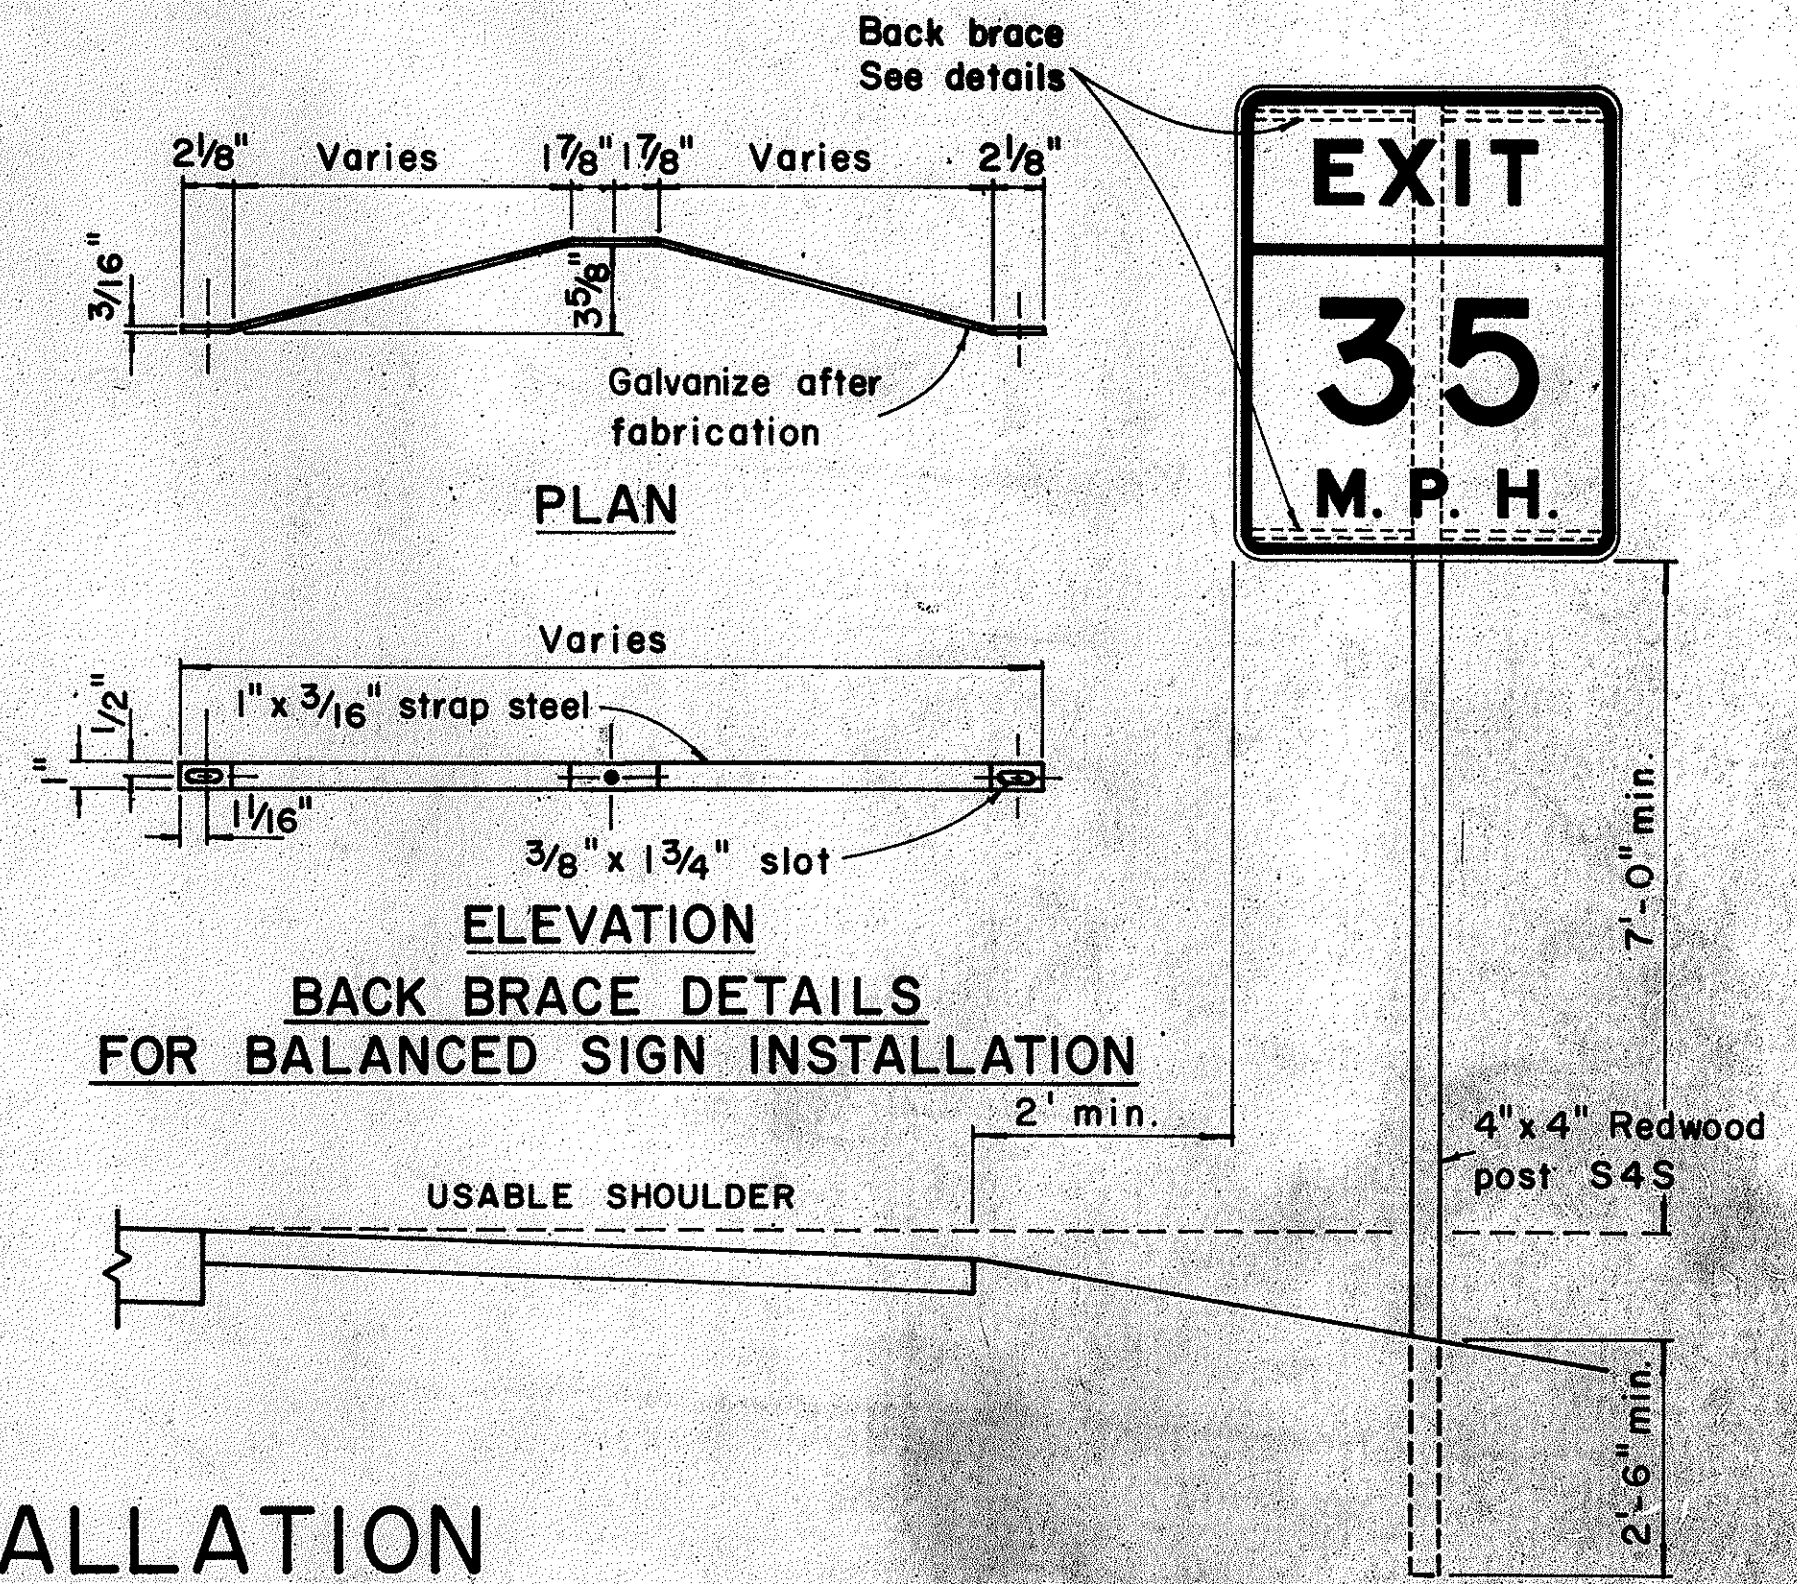 Back brace
See details
2 1/8" Varies 1 7/8" 1 7/8" Varies 2 1/8"
3/16"
3 5/8"
Galvanize after
fabrication
PLAN
EXIT
35
M. P. H.
Varies
1" x 3/16" strap steel
1/2"
1"
1 1/16"
3/8" x 1 3/4" slot
ELEVATION
BACK BRACE DETAILS
FOR BALANCED SIGN INSTALLATION
7'-0" min.
2' min.
4" x 4" Redwood
post S4S
USABLE SHOULDER
2'-6" min.
ALLATION